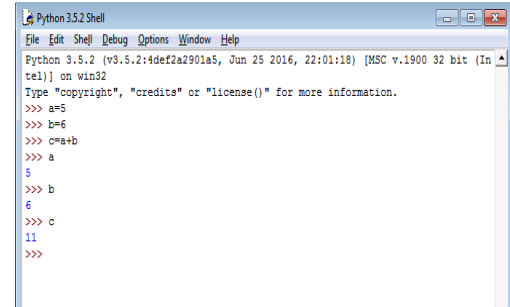 Python 3.5.2 Shell
File Edit Shell Debug Options Window Help
Python 3.5.2 (v3.5.2:4def2a2901a5, Jun 25 2016, 22:01:18) [MSC v.1900 32 bit (In
tel)] on win32
Type "copyright", "credits" or "license()" for more information.
>>> a=5
>>> b=6
>>> c=a+b
>>> a
5
>>> b
6
>>> c
11
>>>